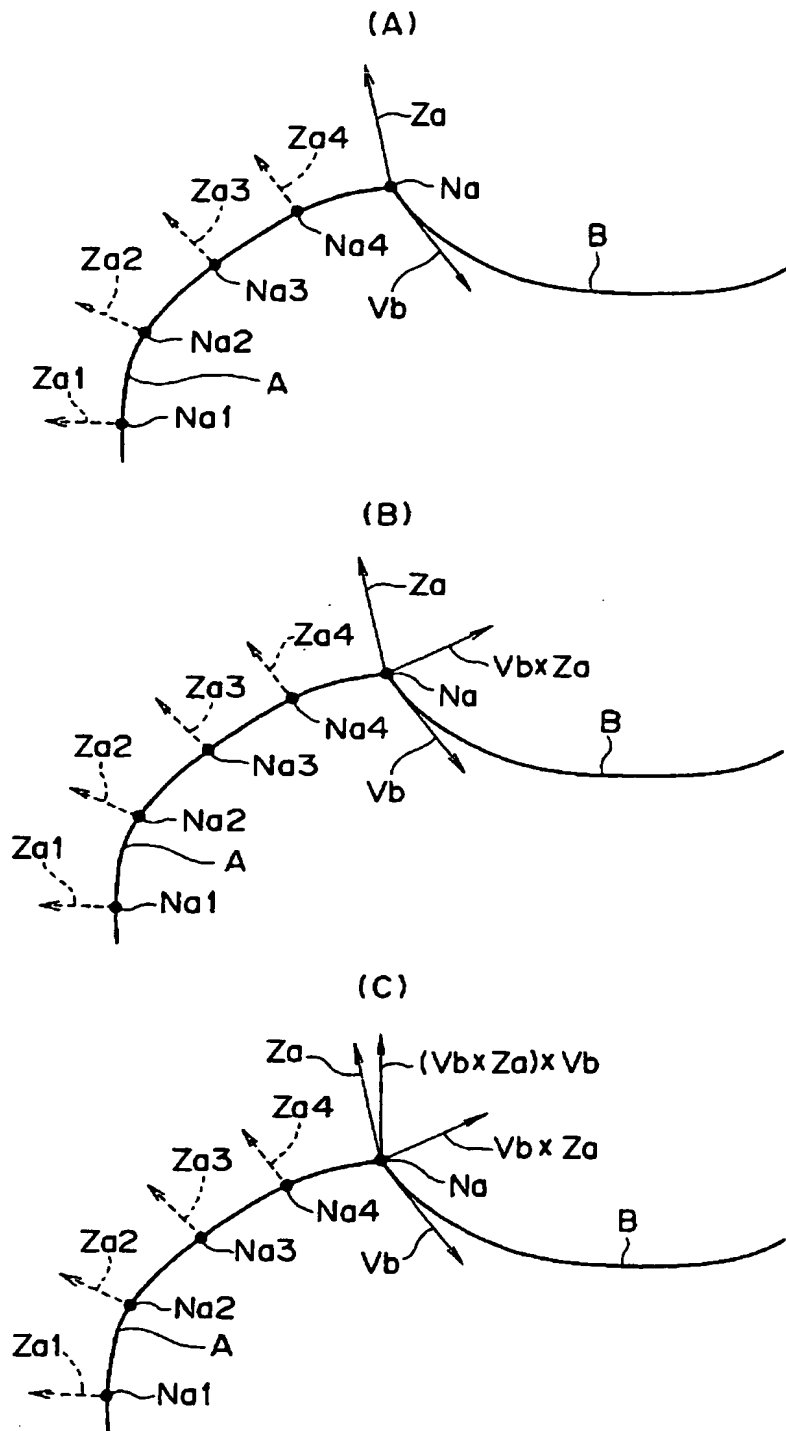 (A)
Za
Za4
Na
Za3
Na4
B
Za2
Na3
Vb
Na2
Za1
A
Na1
(B)
Za
Za4
Vb×Za
Na
Za3
Na4
B
Za2
Na3
Vb
Na2
Za1
A
Na1
(C)
Za
(Vb×Za)×Vb
Za4
Vb×Za
Na
Za3
Na4
B
Na3
Za2
Vb
Na2
A
Za1
Na1